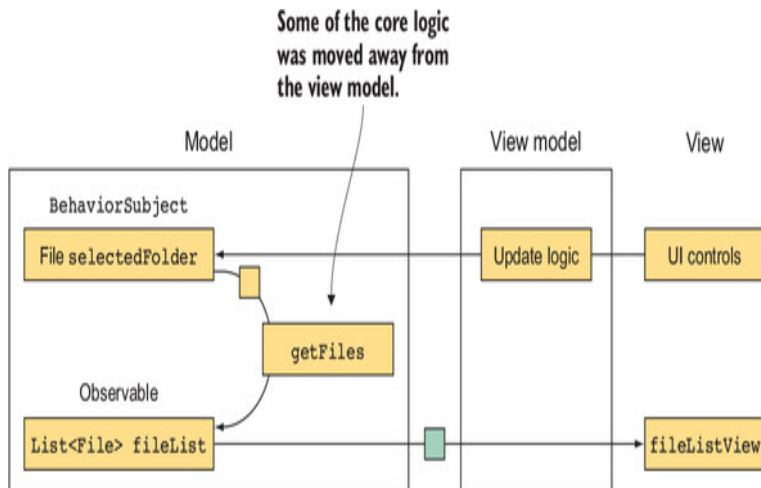 Some of the core logic
was moved away from
the view model.
Model
View model
View
BehaviorSubject
File selectedFolder
Update logic
UI controls
getFiles
Observable
List<File> fileList
fileListView